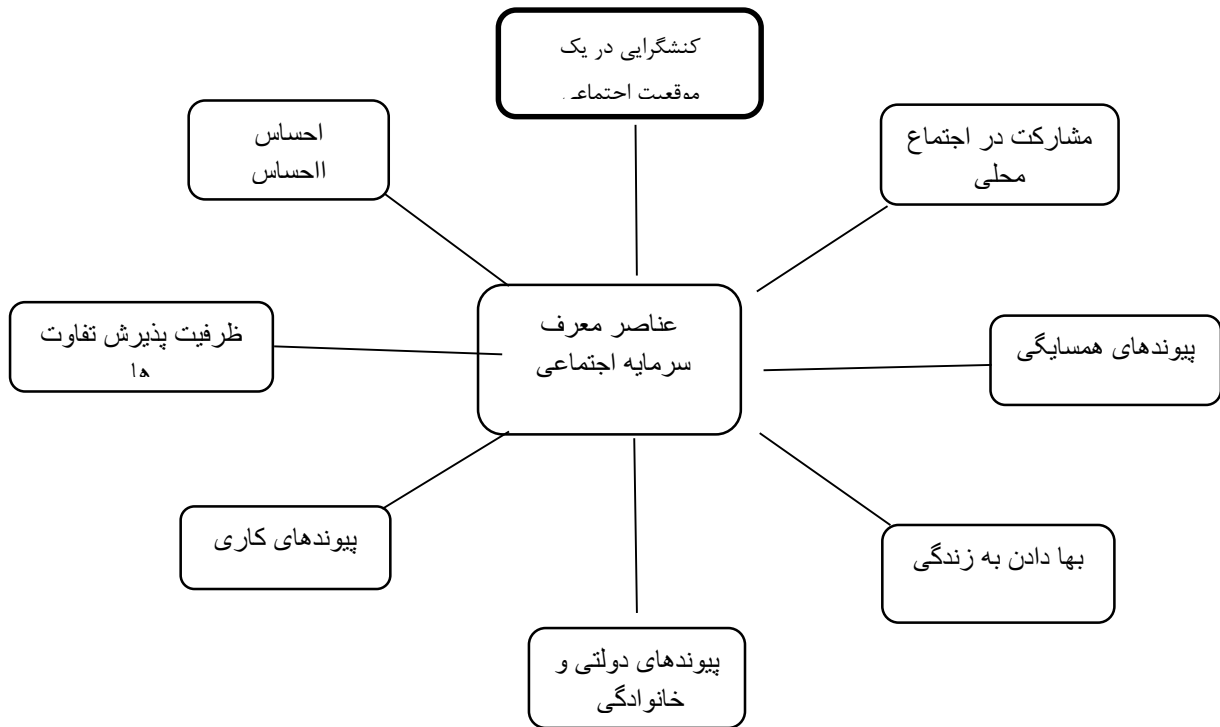 کنشگرایی در یک
موقعیت اجتماعی
احساس
ااحساس
مشارکت در اجتماع
محلی
عناصر معرف
سرمایه اجتماعی
ظرفیت پذیرش تفاوت
ها
پیوندهای همسایگی
پیوندهای کاری
بها دادن به زندگی
پیوندهای دولتی و
خانوادگی